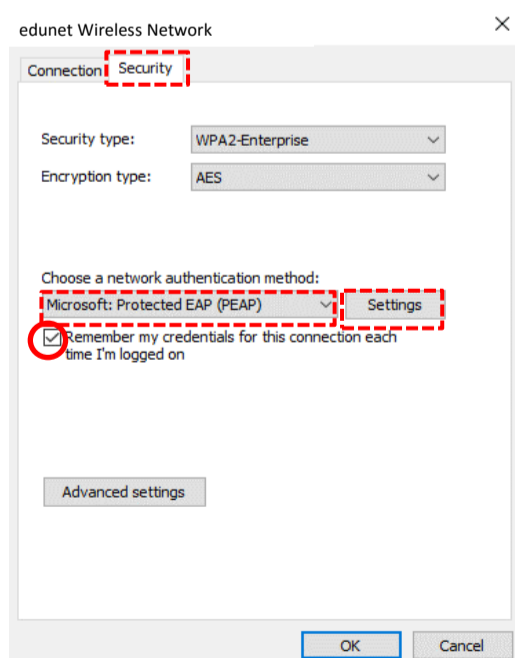 edunet Wireless Network
Connection Security
Security type: WPA2-Enterprise
Encryption type: AES
Choose a network authentication method:
Microsoft: Protected EAP (PEAP) Settings
Remember my credentials for this connection each
time I'm logged on
Advanced settings
OK Cancel